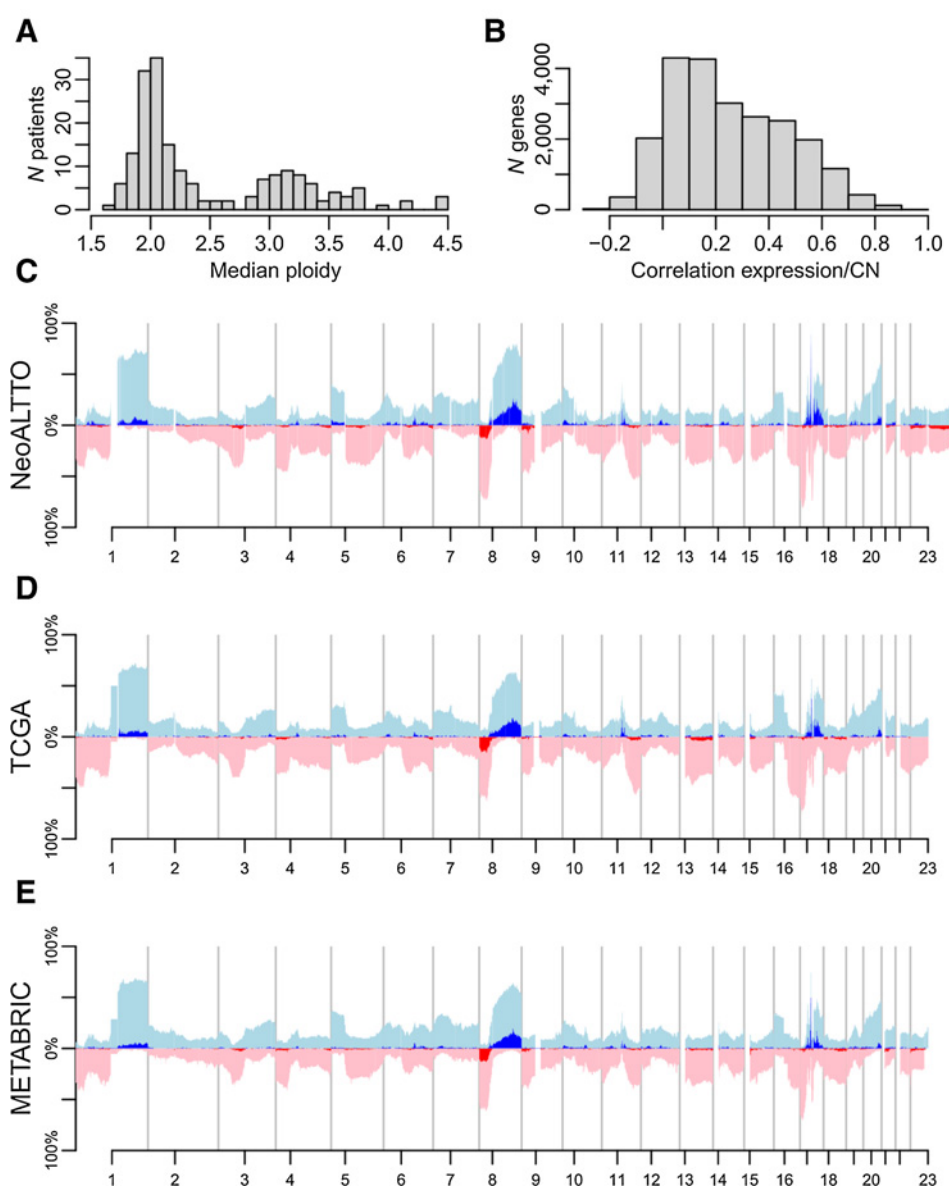 A
N patients
0 10 20 30
1.5 2.0 2.5 3.0 3.5 4.0 4.5
Median ploidy
B
N genes
0 2,000 4,000
−0.2 0.2 0.4 0.6 0.8 1.0
Correlation expression/CN
C
NeoALTTO
100% 0% 100%
1 2 3 4 5 6 7 8 9 10 11 12 13 14 15 16 18 20 23
D
TCGA
100% 0% 100%
1 2 3 4 5 6 7 8 9 10 11 12 13 14 15 16 18 20 23
E
METABRIC
100% 0% 100%
1 2 3 4 5 6 7 8 9 10 11 12 13 14 15 16 18 20 23